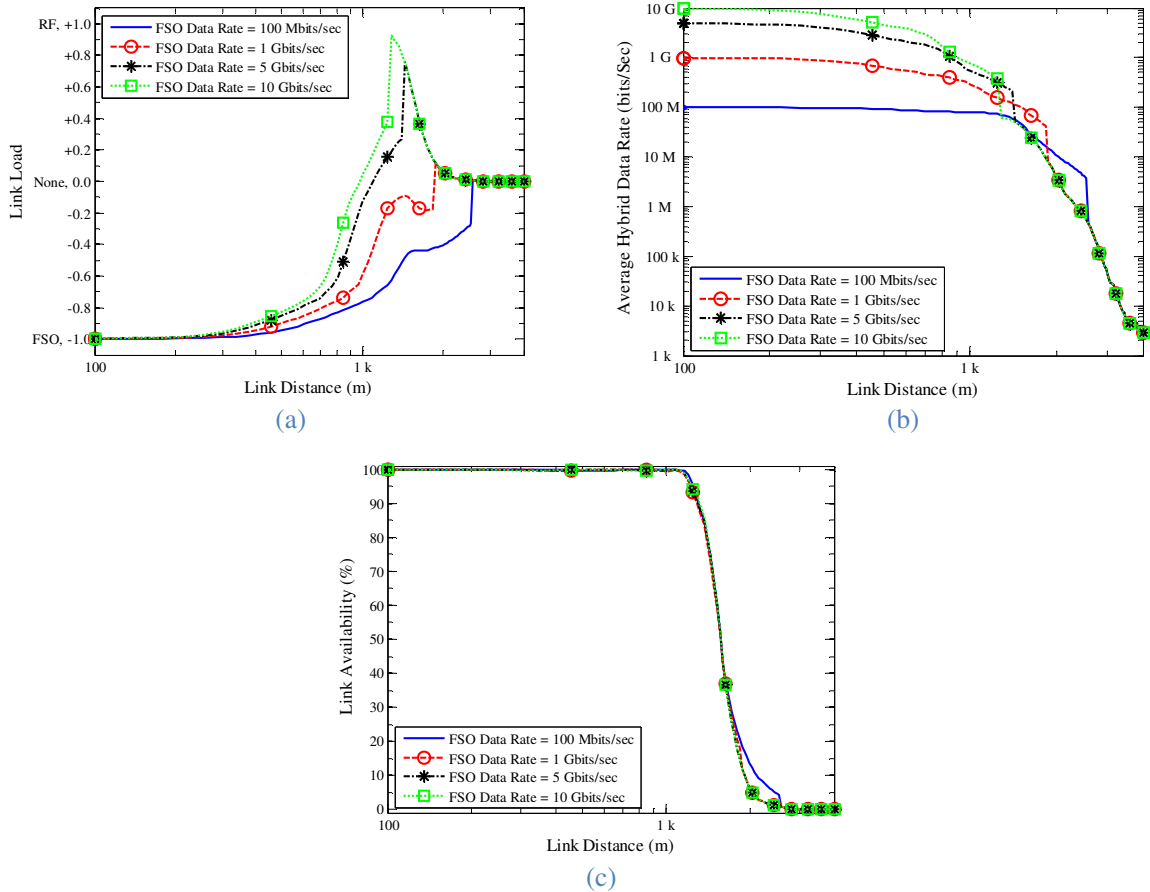 RF, +1.0
+0.8
+0.6
+0.4
+0.2
None, 0.0
-0.2
-0.4
-0.6
-0.8
FSO, -1.0
Link Load
FSO Data Rate = 100 Mbits/sec
FSO Data Rate = 1 Gbits/sec
FSO Data Rate = 5 Gbits/sec
FSO Data Rate = 10 Gbits/sec
100
1 k
Link Distance (m)
(a)
10 G
1 G
100 M
10 M
1 M
100 k
10 k
1 k
Average Hybrid Data Rate (bits/Sec)
FSO Data Rate = 100 Mbits/sec
FSO Data Rate = 1 Gbits/sec
FSO Data Rate = 5 Gbits/sec
FSO Data Rate = 10 Gbits/sec
100
1 k
Link Distance (m)
(b)
100
90
80
70
60
50
40
30
20
10
0
Link Availability (%)
FSO Data Rate = 100 Mbits/sec
FSO Data Rate = 1 Gbits/sec
FSO Data Rate = 5 Gbits/sec
FSO Data Rate = 10 Gbits/sec
100
1 k
Link Distance (m)
(c)